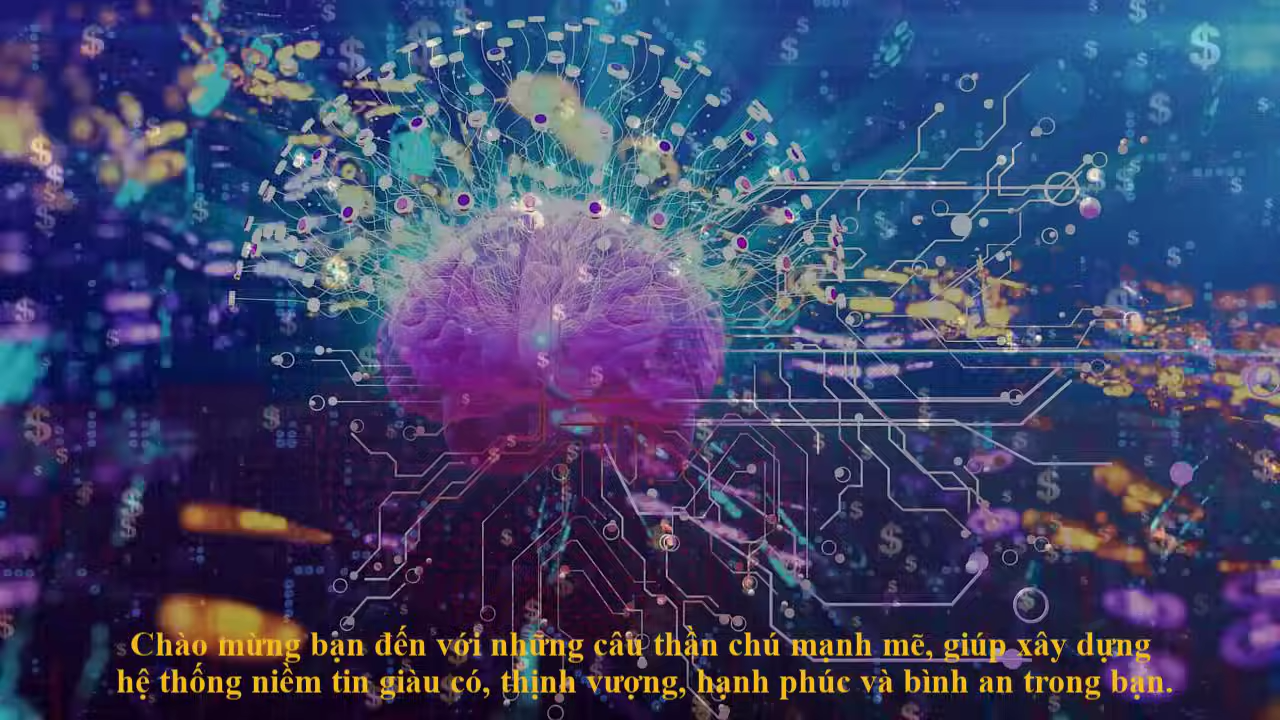 Chào mừng bạn đến với những câu thần chú mạnh mẽ, giúp xây dựng
hệ thống niềm tin giàu có, thịnh vượng, hạnh phúc và bình an trong bạn.